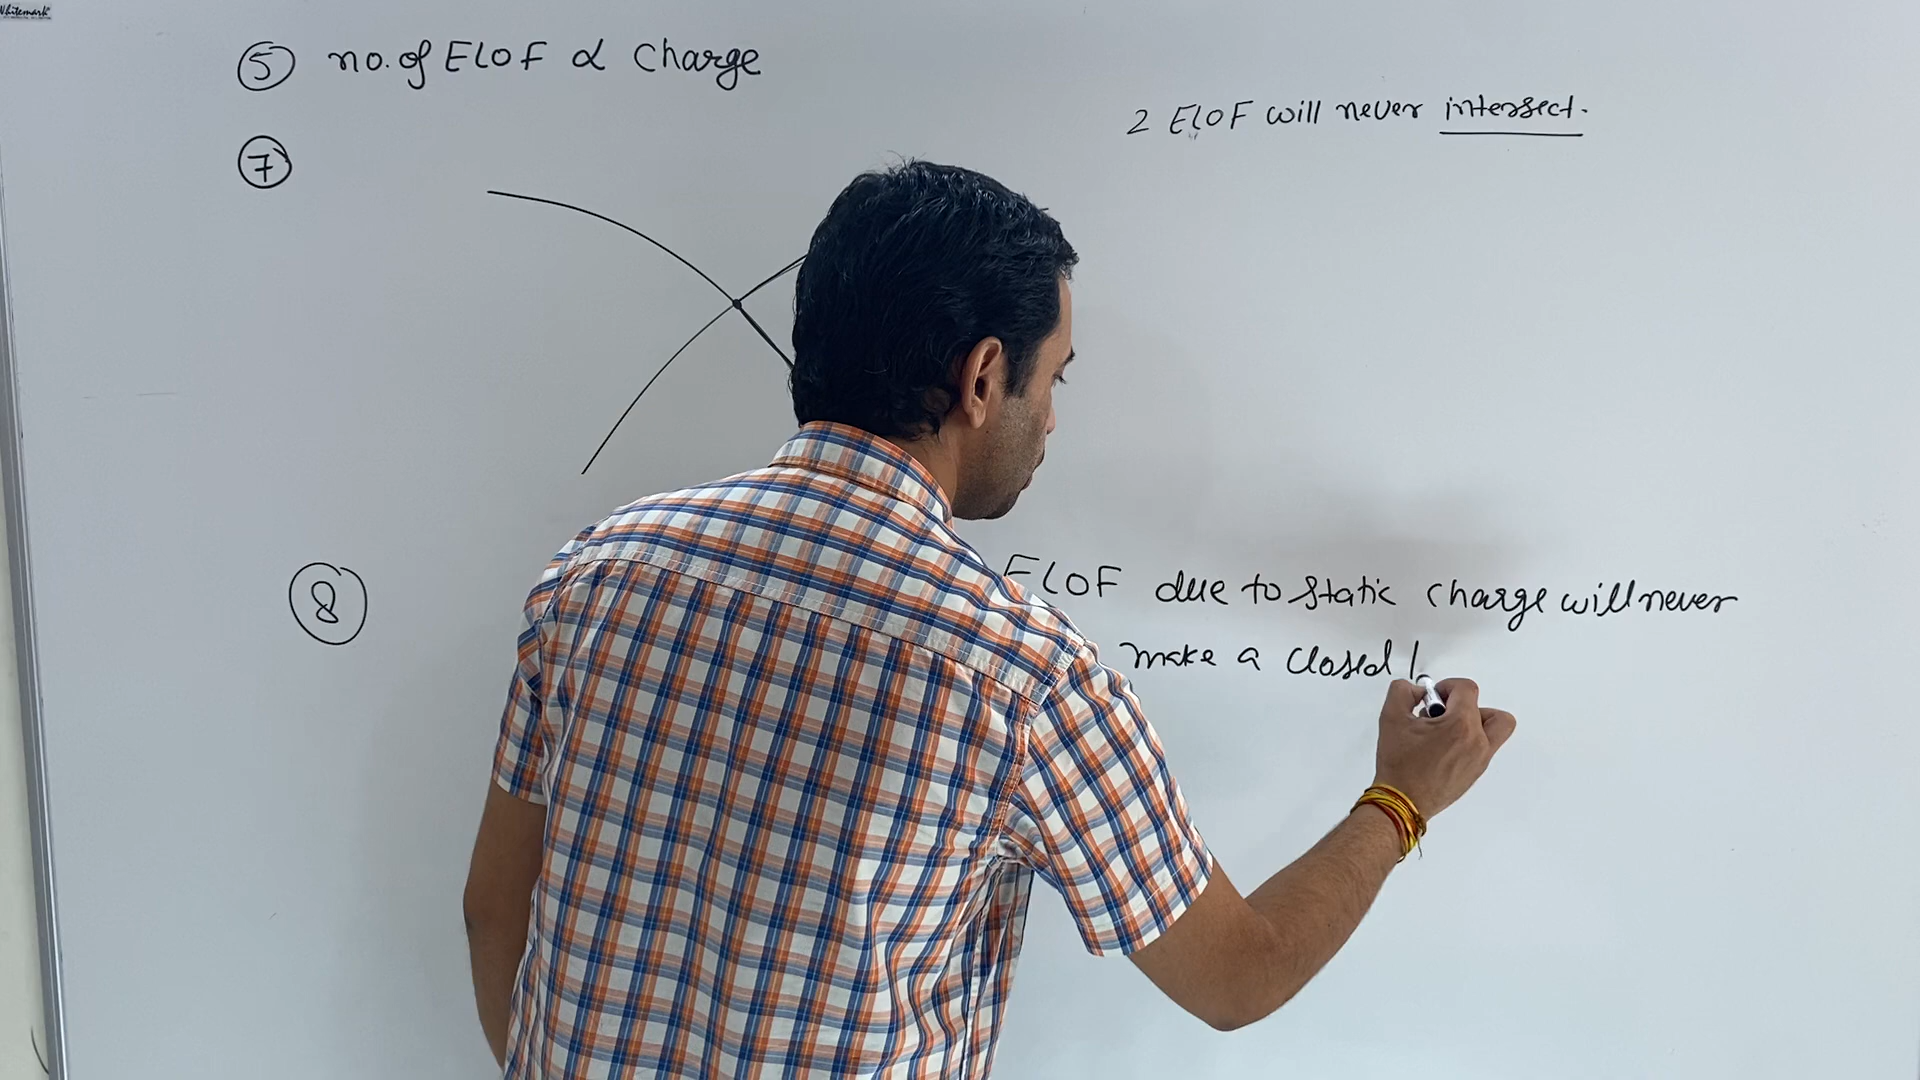 Whitemark
⑤ no. of ELOF α Charge
2 ELOF will never intersect.
⑦
⑧
ELOF due to static charge will never
make a closed l